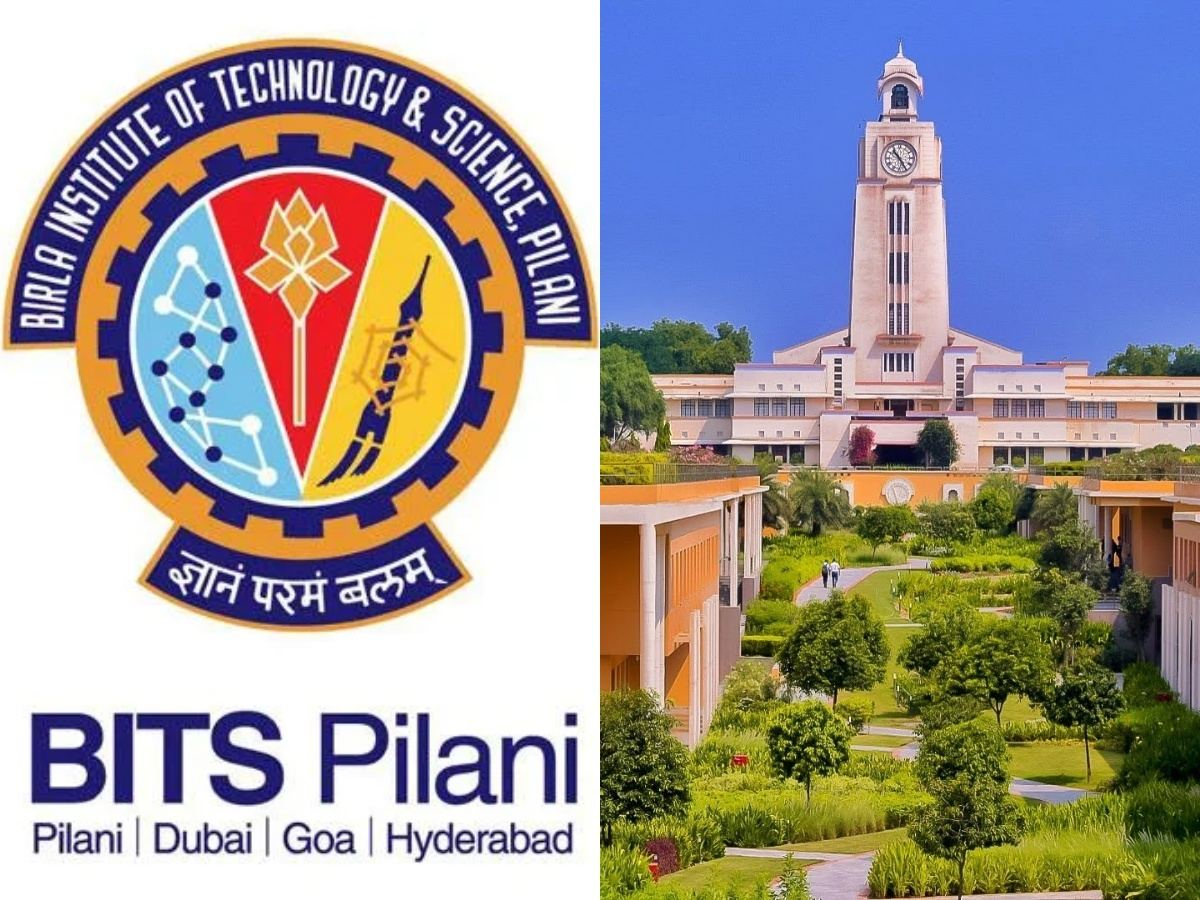 BIRLA INSTITUTE OF TECHNOLOGY & SCIENCE, PILANI
ज्ञानं परमं बलम्
BITS Pilani
Pilani | Dubai | Goa | Hyderabad